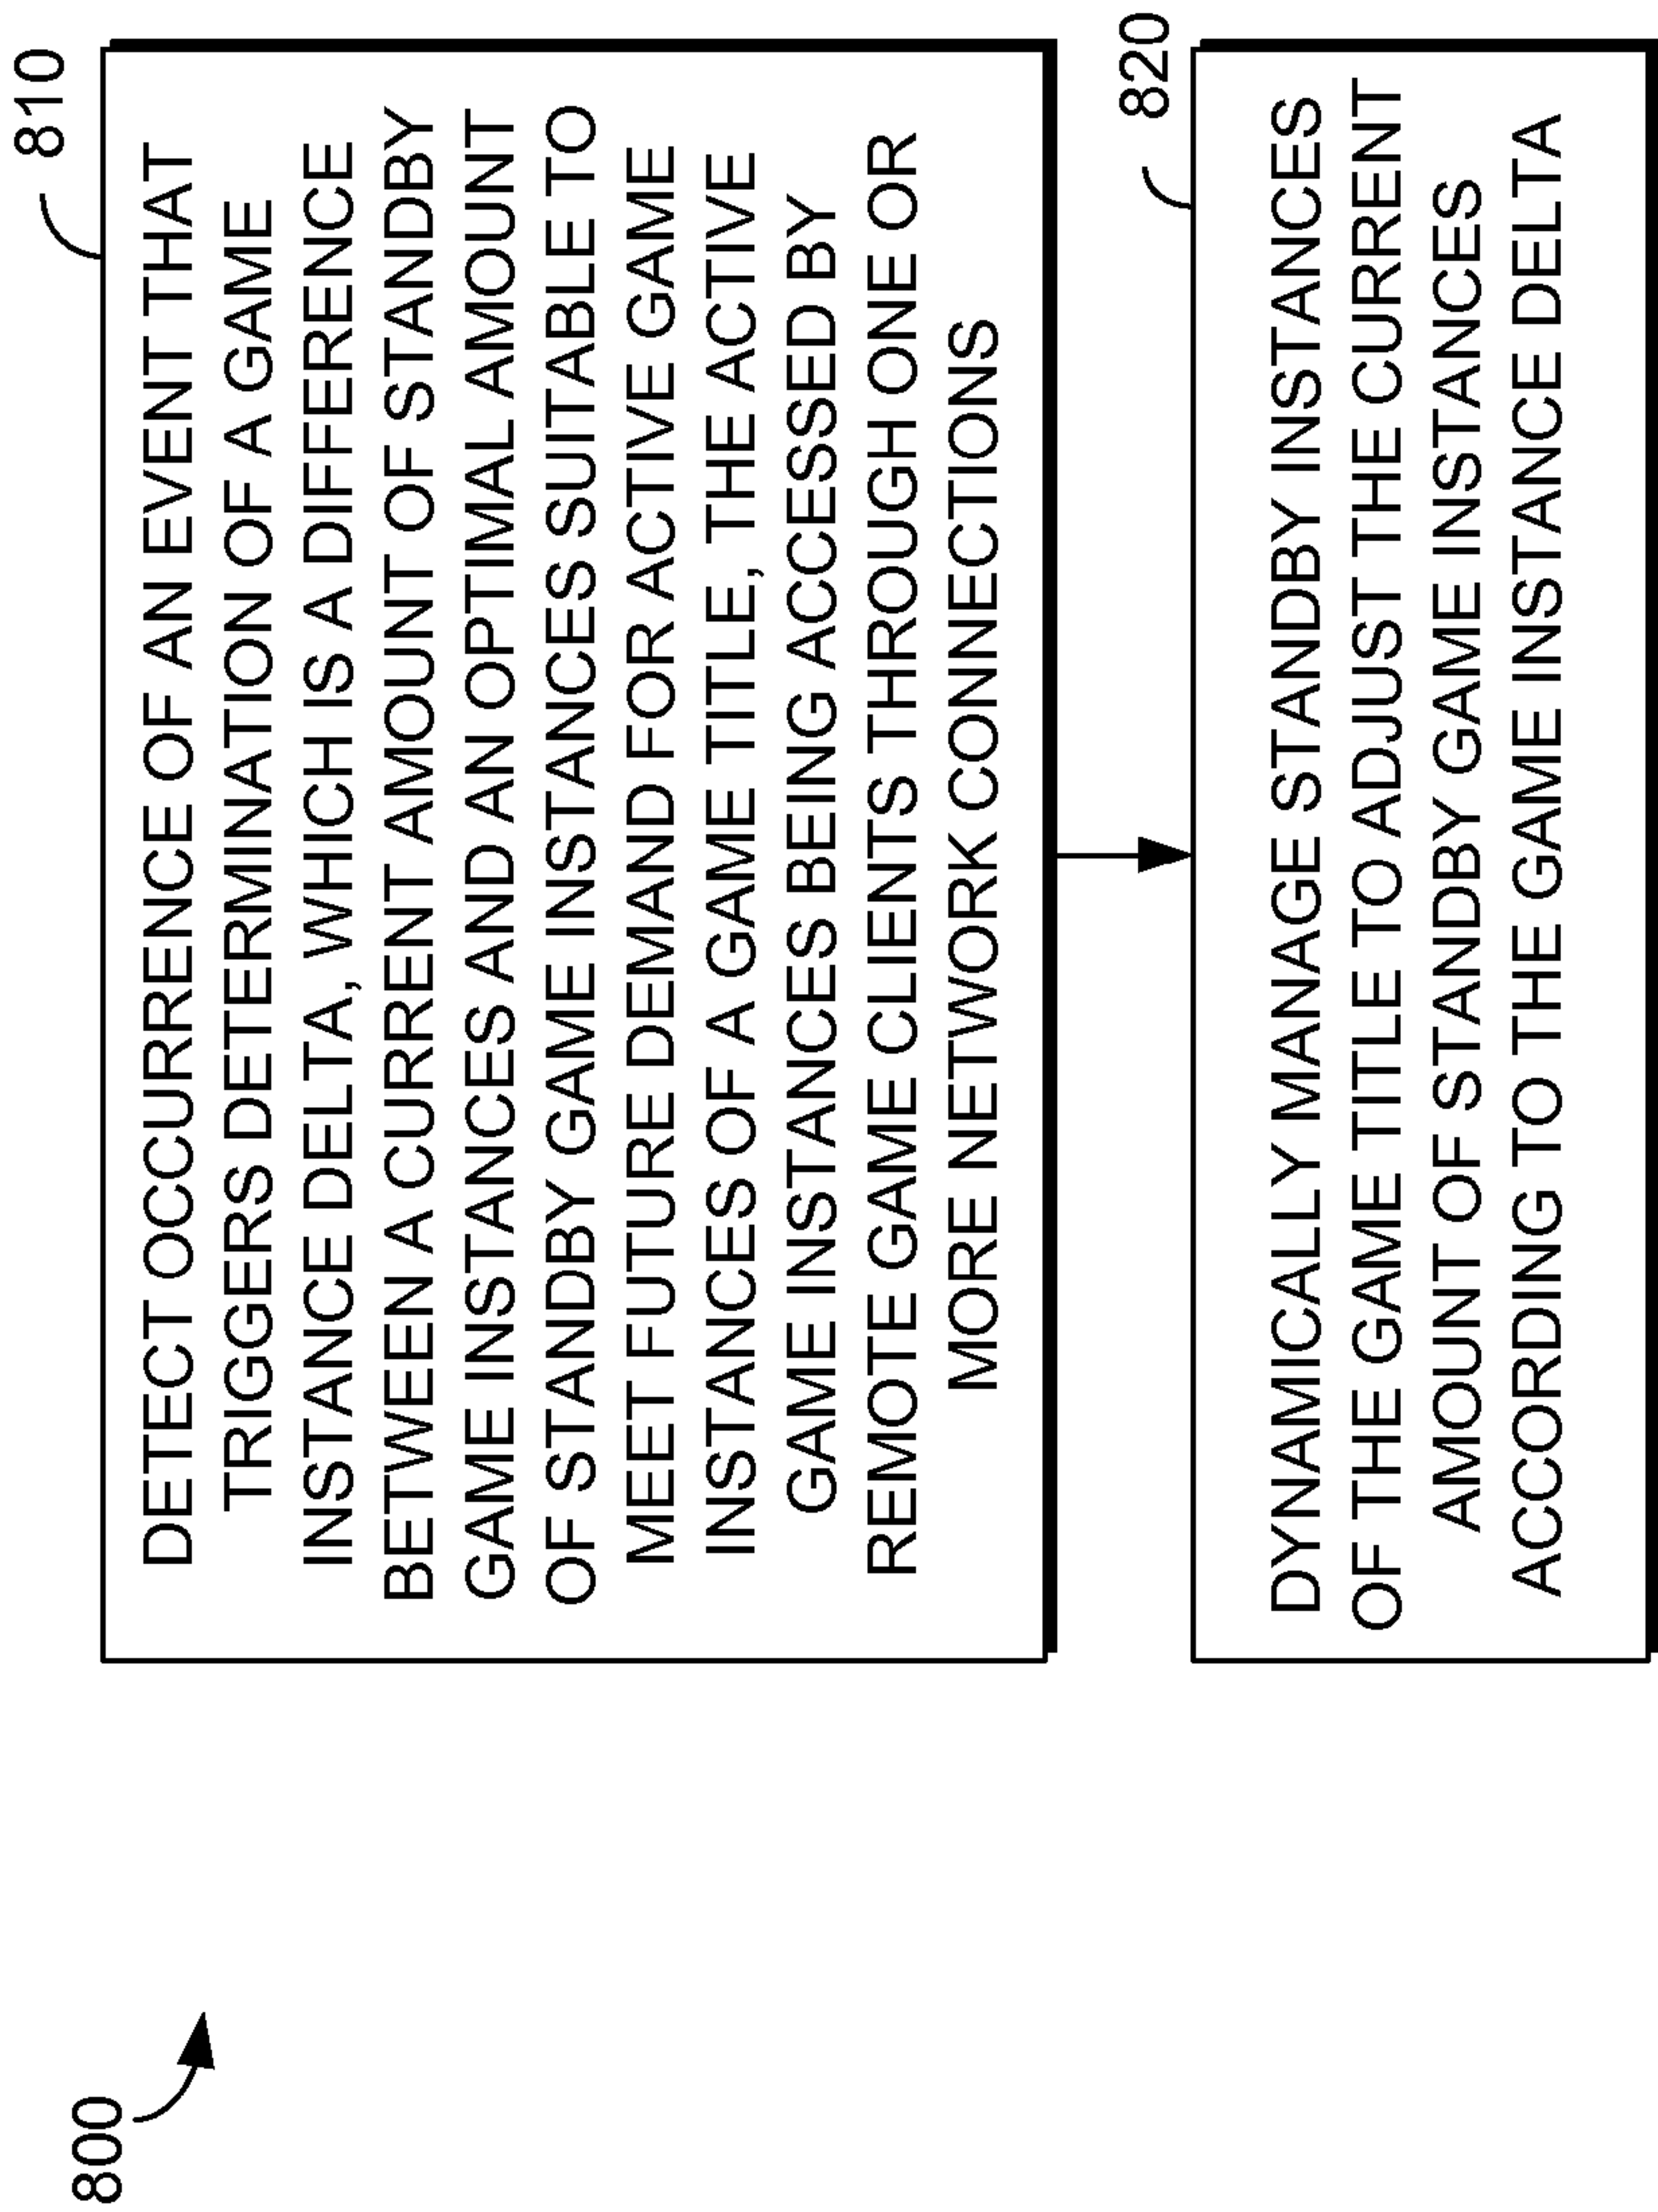 800
810
DETECT OCCURRENCE OF AN EVENT THAT
TRIGGERS DETERMINATION OF A GAME
INSTANCE DELTA, WHICH IS A DIFFERENCE
BETWEEN A CURRENT AMOUNT OF STANDBY
GAME INSTANCES AND AN OPTIMAL AMOUNT
OF STANDBY GAME INSTANCES SUITABLE TO
MEET FUTURE DEMAND FOR ACTIVE GAME
INSTANCES OF A GAME TITLE, THE ACTIVE
GAME INSTANCES BEING ACCESSED BY
REMOTE GAME CLIENTS THROUGH ONE OR
MORE NETWORK CONNECTIONS
820
DYNAMICALLY MANAGE STANDBY INSTANCES
OF THE GAME TITLE TO ADJUST THE CURRENT
AMOUNT OF STANDBY GAME INSTANCES
ACCORDING TO THE GAME INSTANCE DELTA